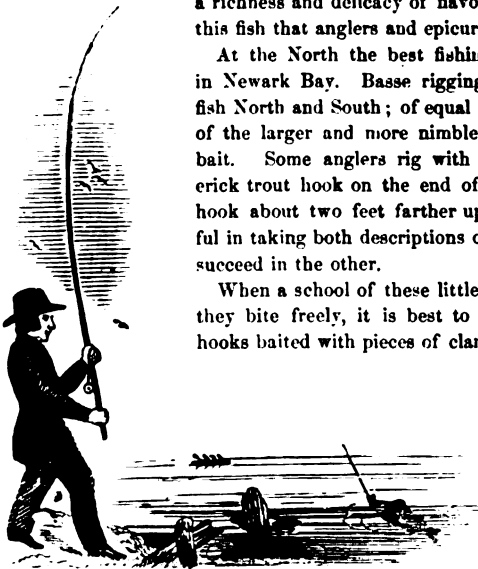 a richness and delicacy of flavo
this fish that anglers and epicur
At the North the best fishin
in Newark Bay. Basse rigging
fish North and South; of equal
of the larger and more nimble
bait. Some anglers rig with
erick trout hook on the end of
hook about two feet farther up
ful in taking both descriptions o
succeed in the other.
When a school of these little
they bite freely, it is best to
hooks baited with pieces of clam